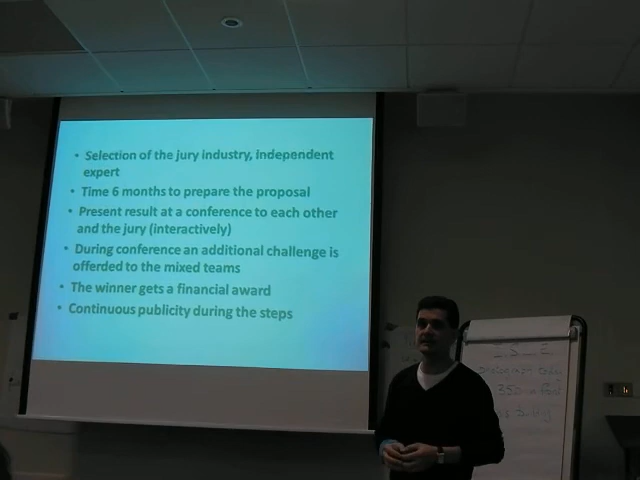 • Selection of the jury industry, independent
expert
• Time 6 months to prepare the proposal
• Present result at a conference to each other
and the jury (interactively)
• During conference an additional challenge is
offerded to the mixed teams
• The winner gets a financial award
• Continuous publicity during the steps